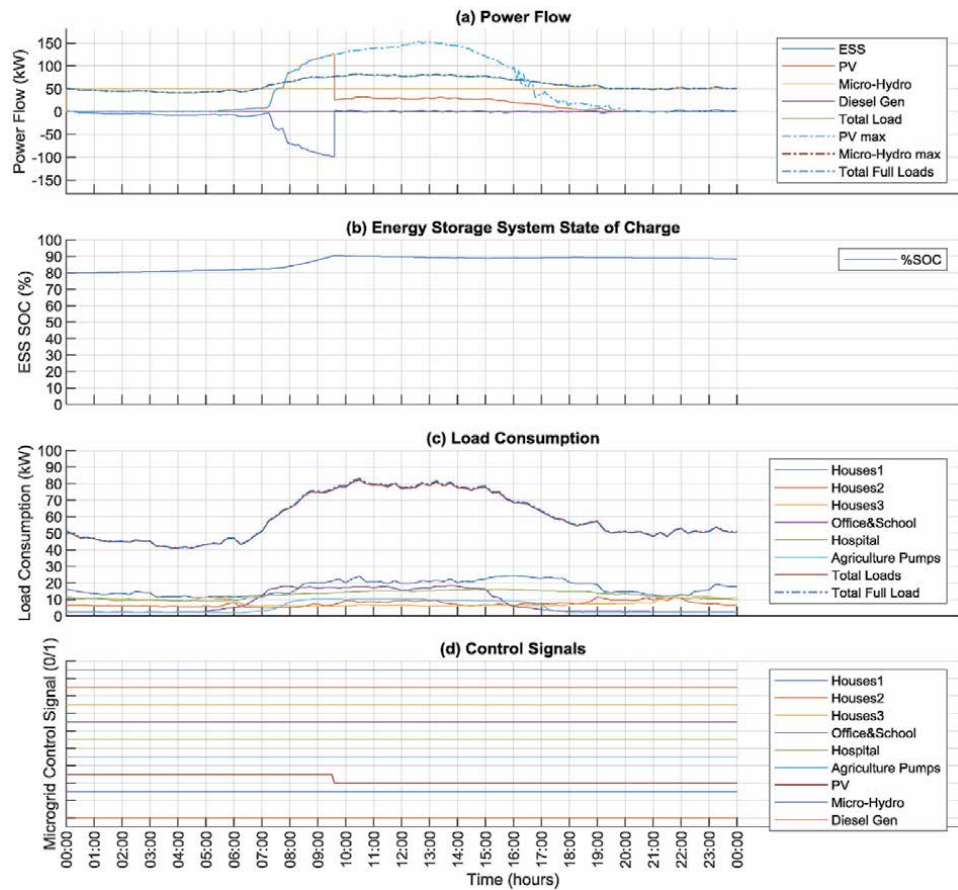 (a) Power Flow
Power Flow (kW)
150
100
50
0
-50
-100
-150
ESS
PV
Micro-Hydro
Diesel Gen
Total Load
PV max
Micro-Hydro max
Total Full Loads
(b) Energy Storage System State of Charge
ESS SOC (%)
100
90
80
70
60
50
40
30
20
10
0
%SOC
(c) Load Consumption
Load Consumption (kW)
100
90
80
70
60
50
40
30
20
10
0
Houses1
Houses2
Houses3
Office&School
Hospital
Agriculture Pumps
Total Loads
Total Full Load
(d) Control Signals
Microgrid Control Signal (0/1)
Houses1
Houses2
Houses3
Office&School
Hospital
Agriculture Pumps
PV
Micro-Hydro
Diesel Gen
00:00
01:00
02:00
03:00
04:00
05:00
06:00
07:00
08:00
09:00
10:00
11:00
12:00
13:00
14:00
15:00
16:00
17:00
18:00
19:00
20:00
21:00
22:00
23:00
00:00
Time (hours)